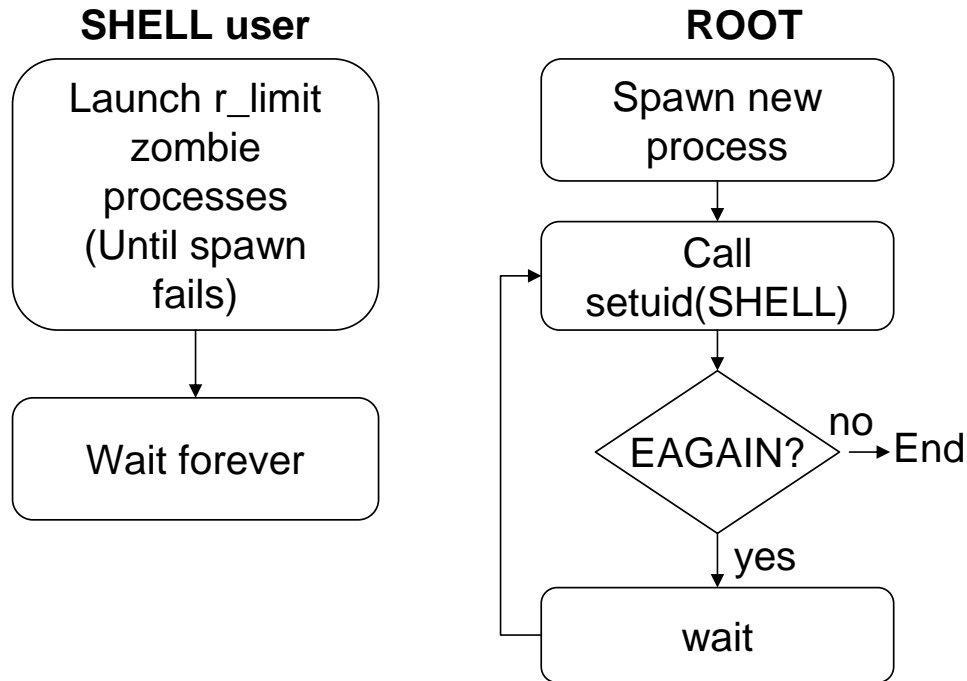 SHELL user
Launch r_limit
zombie
processes
(Until spawn
fails)
Wait forever
ROOT
Spawn new
process
Call
setuid(SHELL)
EAGAIN?
no
End
yes
wait